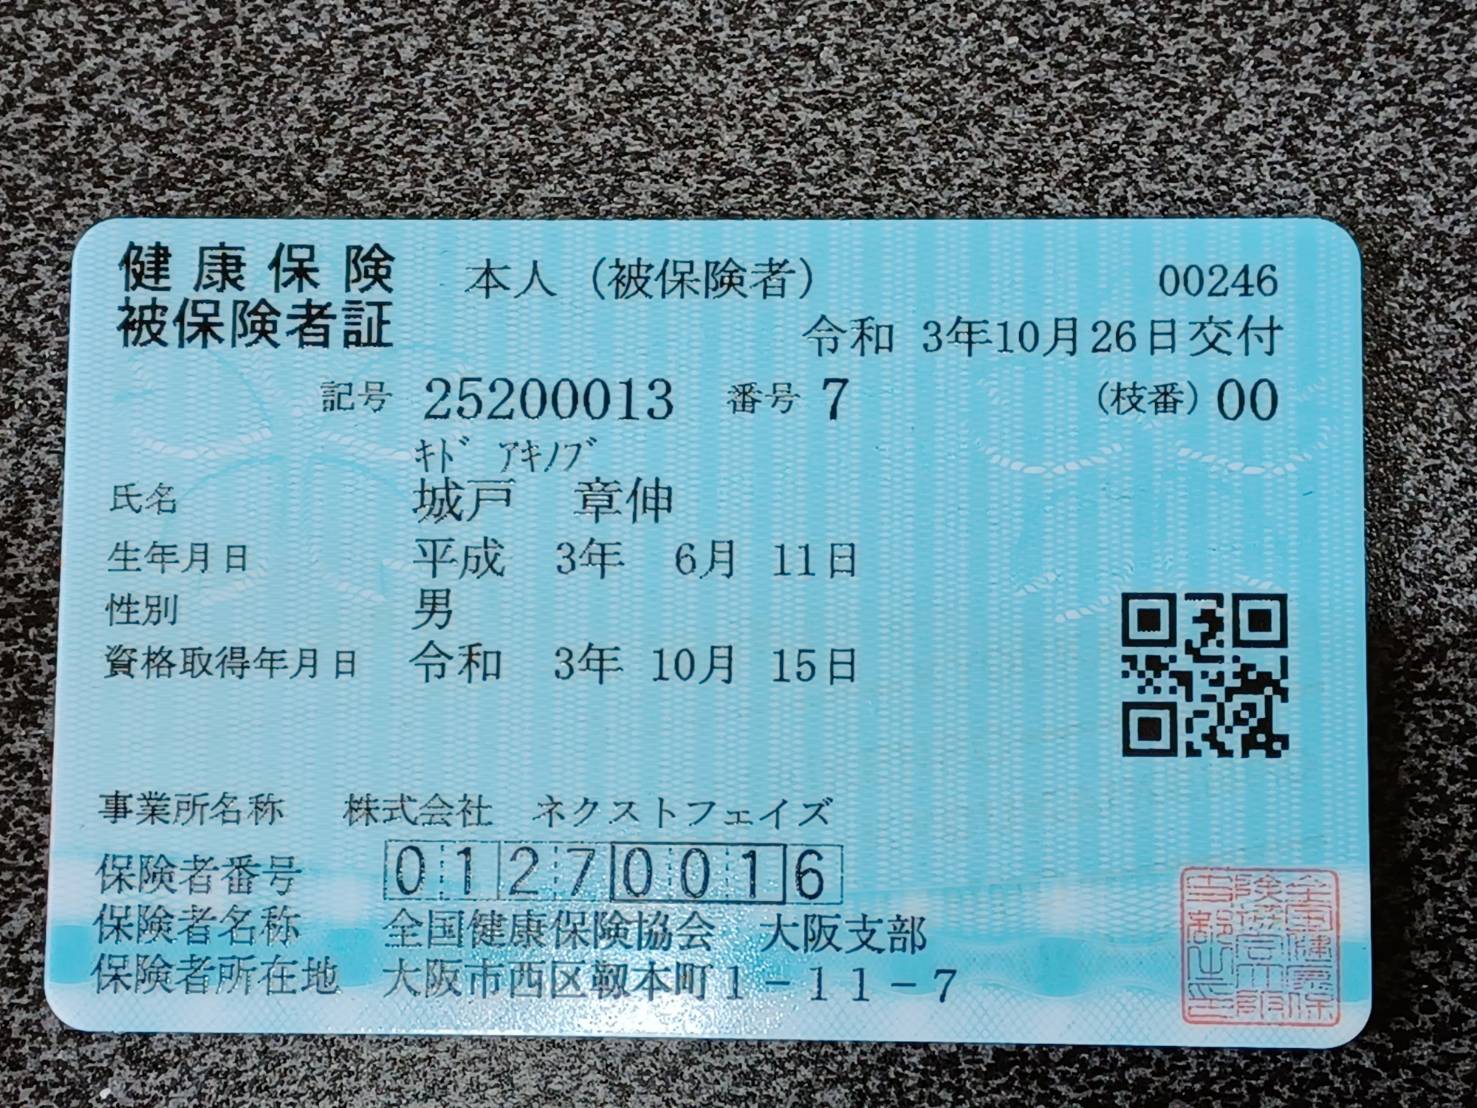 健康保険 本人（被保険者） 00246
被保険者証 令和 3年10月26日交付
記号 25200013 番号 7 （枝番）00
ｷﾄﾞ ｱｷﾉﾌﾞ
氏名 城戸 章伸
生年月日 平成 3年 6月 11日
性別 男
資格取得年月日 令和 3年 10月 15日
事業所名称 株式会社 ネクストフェイズ
保険者番号 01270016
保険者名称 全国健康保険協会 大阪支部
保険者所在地 大阪市西区靱本町1－11－7